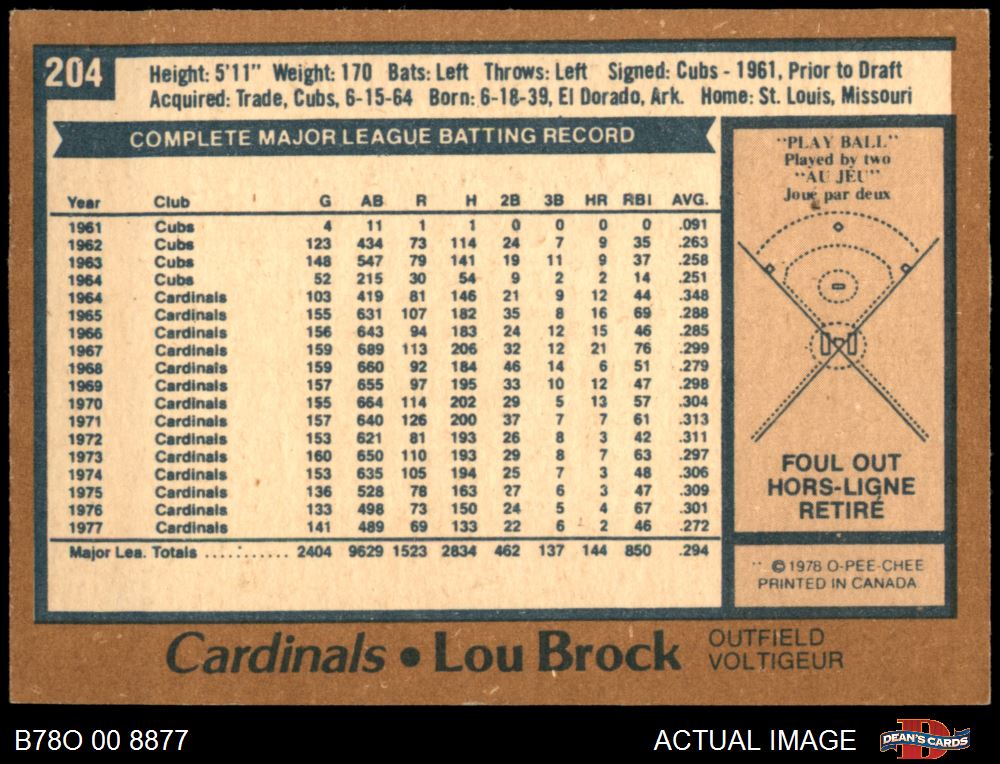 204
Height: 5'11" Weight: 170 Bats: Left Throws: Left Signed: Cubs - 1961, Prior to Draft
Acquired: Trade, Cubs, 6-15-64 Born: 6-18-39, El Dorado, Ark. Home: St. Louis, Missouri
COMPLETE MAJOR LEAGUE BATTING RECORD
Year Club G AB R H 2B 3B HR RBI AVG.
1961 Cubs 4 11 1 1 0 0 0 0 .091
1962 Cubs 123 434 73 114 24 7 9 35 .263
1963 Cubs 148 547 79 141 19 11 9 37 .258
1964 Cubs 52 215 30 54 9 2 2 14 .251
1964 Cardinals 103 419 81 146 21 9 12 44 .348
1965 Cardinals 155 631 107 182 35 8 16 69 .288
1966 Cardinals 156 643 94 183 24 12 15 46 .285
1967 Cardinals 159 689 113 206 32 12 21 76 .299
1968 Cardinals 159 660 92 184 46 14 6 51 .279
1969 Cardinals 157 655 97 195 33 10 12 47 .298
1970 Cardinals 155 664 114 202 29 5 13 57 .304
1971 Cardinals 157 640 126 200 37 7 7 61 .313
1972 Cardinals 153 621 81 193 26 8 3 42 .311
1973 Cardinals 160 650 110 193 29 8 7 63 .297
1974 Cardinals 153 635 105 194 25 7 3 48 .306
1975 Cardinals 136 528 78 163 27 6 3 47 .309
1976 Cardinals 133 498 73 150 24 5 4 67 .301
1977 Cardinals 141 489 69 133 22 6 2 46 .272
Major Lea. Totals ............ 2404 9629 1523 2834 462 137 144 850 .294
"PLAY BALL"
Played by two
"AU JEU"
Joué par deux
FOUL OUT
HORS-LIGNE
RETIRÉ
** © 1978 O-PEE-CHEE
PRINTED IN CANADA
Cardinals • Lou Brock
OUTFIELD
VOLTIGEUR
B78O 00 8877
ACTUAL IMAGE
D
DEAN'S CARDS